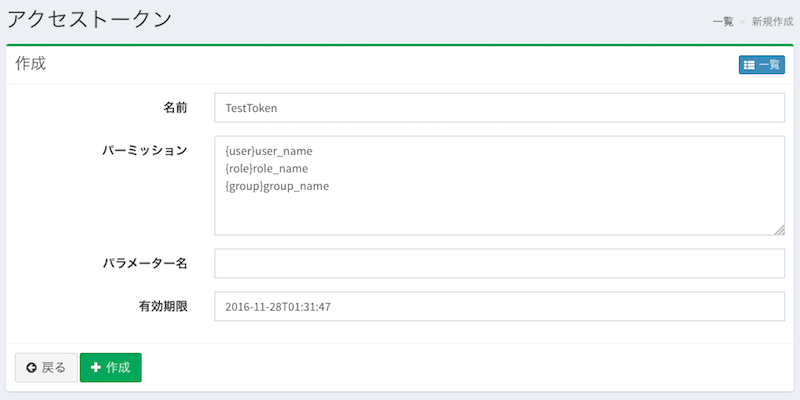 アクセストークン
一覧 > 新規作成
作成
一覧
名前
TestToken
パーミッション
{user}user_name
{role}role_name
{group}group_name
パラメーター名
有効期限
2016-11-28T01:31:47
戻る
作成